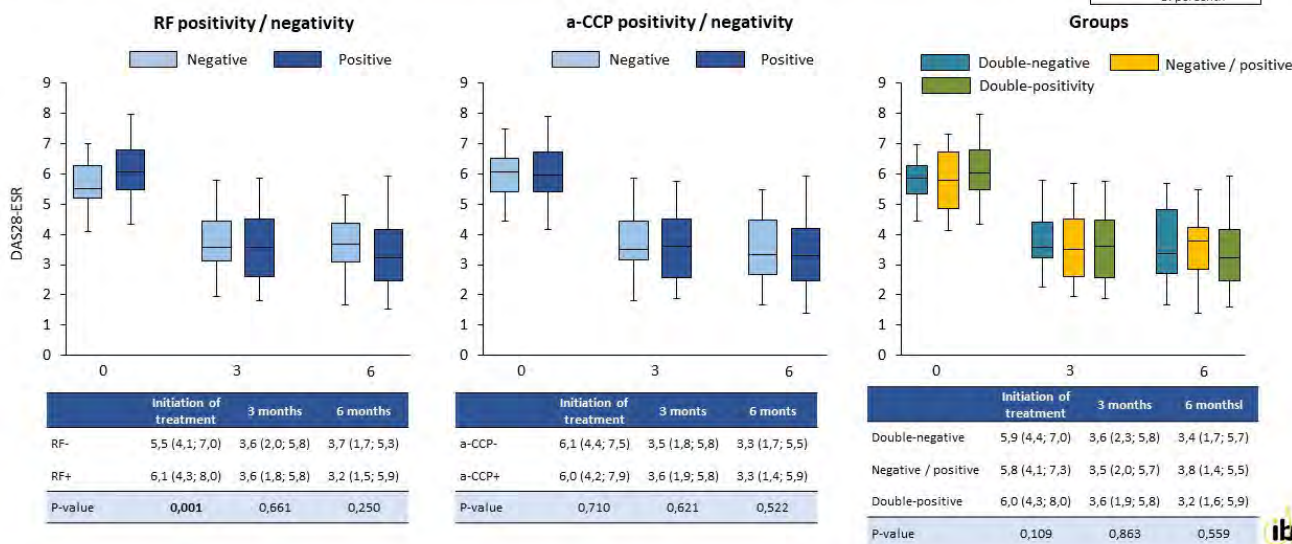 RF positivity / negativity
Negative
Positive
9
8
7
6
5
4
3
2
1
0
DAS28-ESR
0
3
6
Initiation of treatment
3 months
6 months
RF-
5,5 (4,1; 7,0)
3,6 (2,0; 5,8)
3,7 (1,7; 5,3)
RF+
6,1 (4,3; 8,0)
3,6 (1,8; 5,8)
3,2 (1,5; 5,9)
P-value
0,001
0,661
0,250
a-CCP positivity / negativity
Negative
Positive
9
8
7
6
5
4
3
2
1
0
0
3
6
Initiation of treatment
3 monts
6 monts
a-CCP-
6,1 (4,4; 7,5)
3,5 (1,8; 5,8)
3,3 (1,7; 5,5)
a-CCP+
6,0 (4,2; 7,9)
3,6 (1,9; 5,8)
3,3 (1,4; 5,9)
P-value
0,710
0,621
0,522
Groups
Double-negative
Negative / positive
Double-positivity
9
8
7
6
5
4
3
2
1
0
0
3
6
Initiation of treatment
3 months
6 monthsl
Double-negative
5,9 (4,4; 7,0)
3,6 (2,3; 5,8)
3,4 (1,7; 5,7)
Negative / positive
5,8 (4,1; 7,3)
3,5 (2,0; 5,7)
3,8 (1,4; 5,5)
Double-positive
6,0 (4,3; 8,0)
3,6 (1,9; 5,8)
3,2 (1,6; 5,9)
P-value
0,109
0,863
0,559